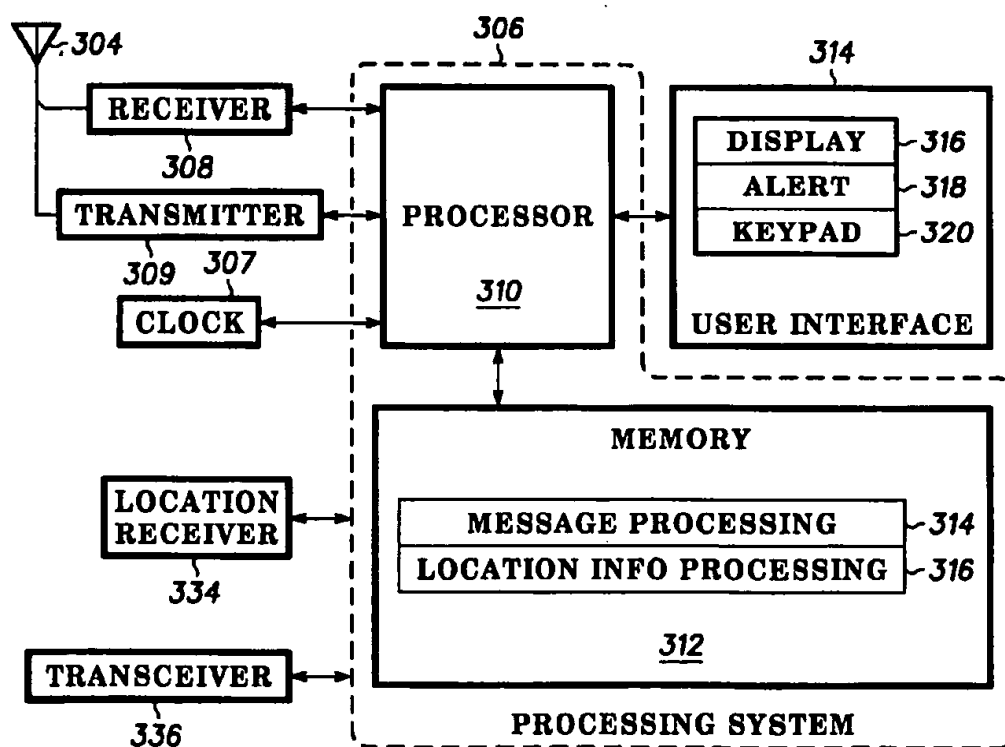 304
306
314
RECEIVER
308
TRANSMITTER
309
307
CLOCK
PROCESSOR
310
DISPLAY
316
ALERT
318
KEYPAD
320
USER INTERFACE
MEMORY
LOCATION
RECEIVER
334
MESSAGE PROCESSING
314
LOCATION INFO PROCESSING
316
312
TRANSCEIVER
336
PROCESSING SYSTEM